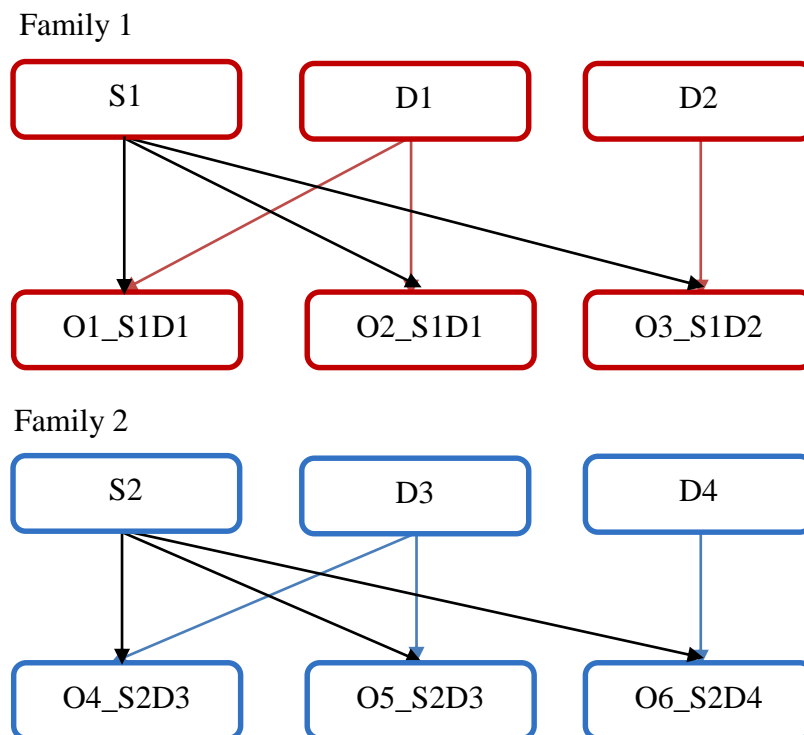 Family 1
S1 D1 D2
O1_S1D1 O2_S1D1 O3_S1D2
Family 2
S2 D3 D4
O4_S2D3 O5_S2D3 O6_S2D4